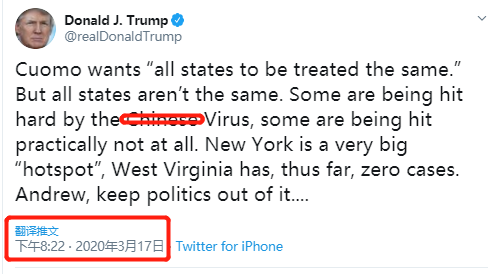 Donald J. Trump
@realDonaldTrump
Cuomo wants “all states to be treated the same.”
But all states aren’t the same. Some are being hit
hard by the Chinese Virus, some are being hit
practically not at all. New York is a very big
“hotspot”, West Virginia has, thus far, zero cases.
Andrew, keep politics out of it....
翻译推文
下午8:22 · 2020年3月17日 · Twitter for iPhone